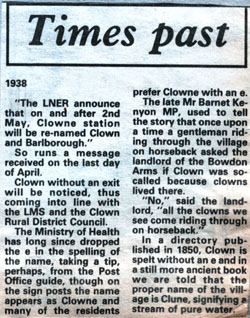 Times past
1938
"The LNER announce
that on and after 2nd
May, Clowne station
will be re-named Clown
and Barlborough."
So runs a message
received on the last day
of April.
Clown without an exit
will be noticed, thus
coming into line with
the LMS and the Clown
Rural District Council.
The Ministry of Health
has long since dropped
the e in the spelling of
the name, taking a tip,
perhaps, from the Post
Office guide, though on
the sign posts the name
appears as Clowne and
many of the residents
prefer Clowne with an e.
The late Mr Barnet Ke-
nyon MP, used to tell
the story that once upon
a time a gentleman rid-
ing through the village
on horseback asked the
landlord of the Bowdon
Arms if Clown was so-
called because clowns
lived there.
"No," said the land-
lord, "all the clowns we
see come riding through
on horseback."
In a directory pub-
lished in 1850, Clown is
spelt without an e and in
a still more ancient book
we are told that the
proper name of the vill-
age is Clune, signifying a
stream of pure water.